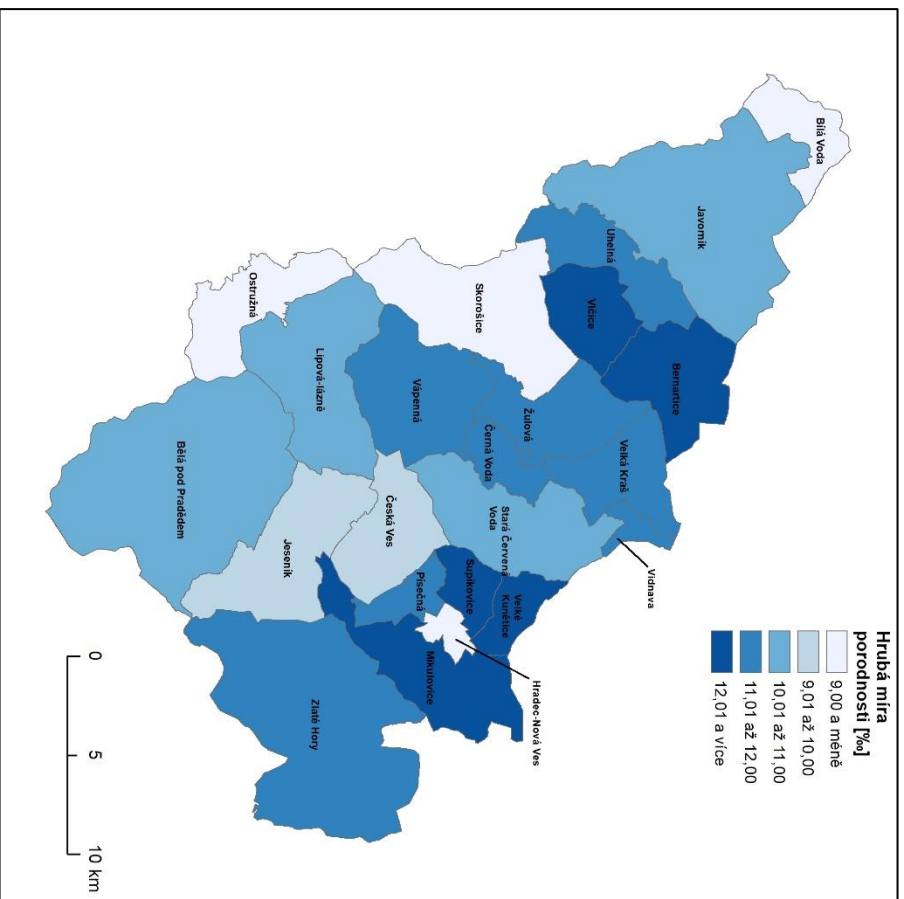 Hrubá míra
porodnosti [‰]
9,00 a méně
9,01 až 10,00
10,01 až 11,00
11,01 až 12,00
12,01 a více
Bílá Voda
Javorník
Uhelná
Vlčice
Bernartice
Skorošice
Ostružná
Lipová-lázně
Vápenná
Žulová
Černá Voda
Velká Kraš
Vidnava
Stará Červená
Voda
Česká Ves
Bělá pod Pradědem
Jeseník
Písečná
Supíkovice
Velké
Kunětice
Hradec-Nová Ves
Mikulovice
Zlaté Hory
0
5
10 km